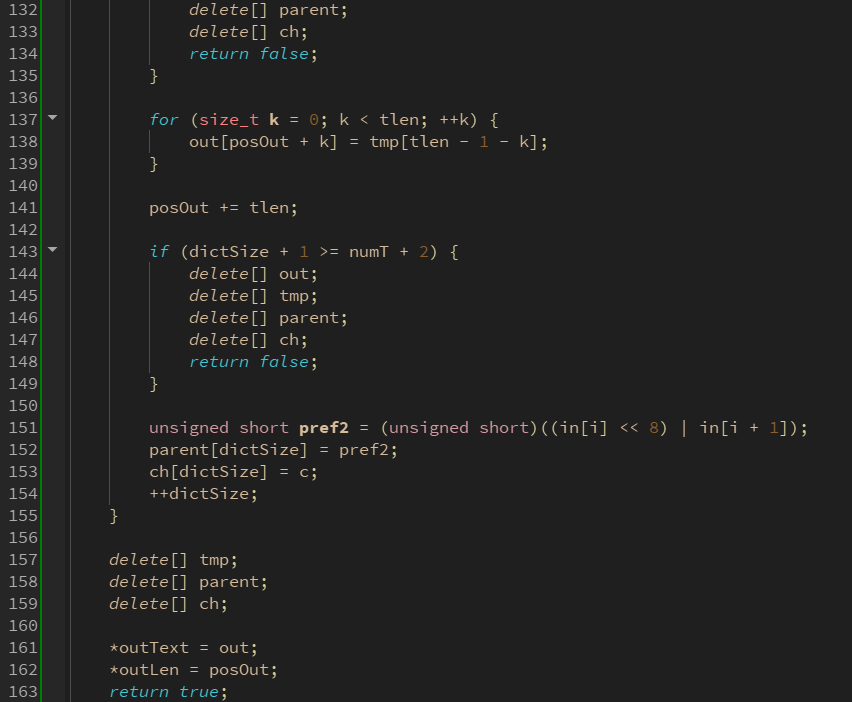 132 delete[] parent;
133 delete[] ch;
134 return false;
135 }
136
137 for (size_t k = 0; k < tlen; ++k) {
138 out[posOut + k] = tmp[tlen - 1 - k];
139 }
140
141 posOut += tlen;
142
143 if (dictSize + 1 >= numT + 2) {
144 delete[] out;
145 delete[] tmp;
146 delete[] parent;
147 delete[] ch;
148 return false;
149 }
150
151 unsigned short pref2 = (unsigned short)((in[i] << 8) | in[i + 1]);
152 parent[dictSize] = pref2;
153 ch[dictSize] = c;
154 ++dictSize;
155 }
156
157 delete[] tmp;
158 delete[] parent;
159 delete[] ch;
160
161 *outText = out;
162 *outLen = posOut;
163 return true;